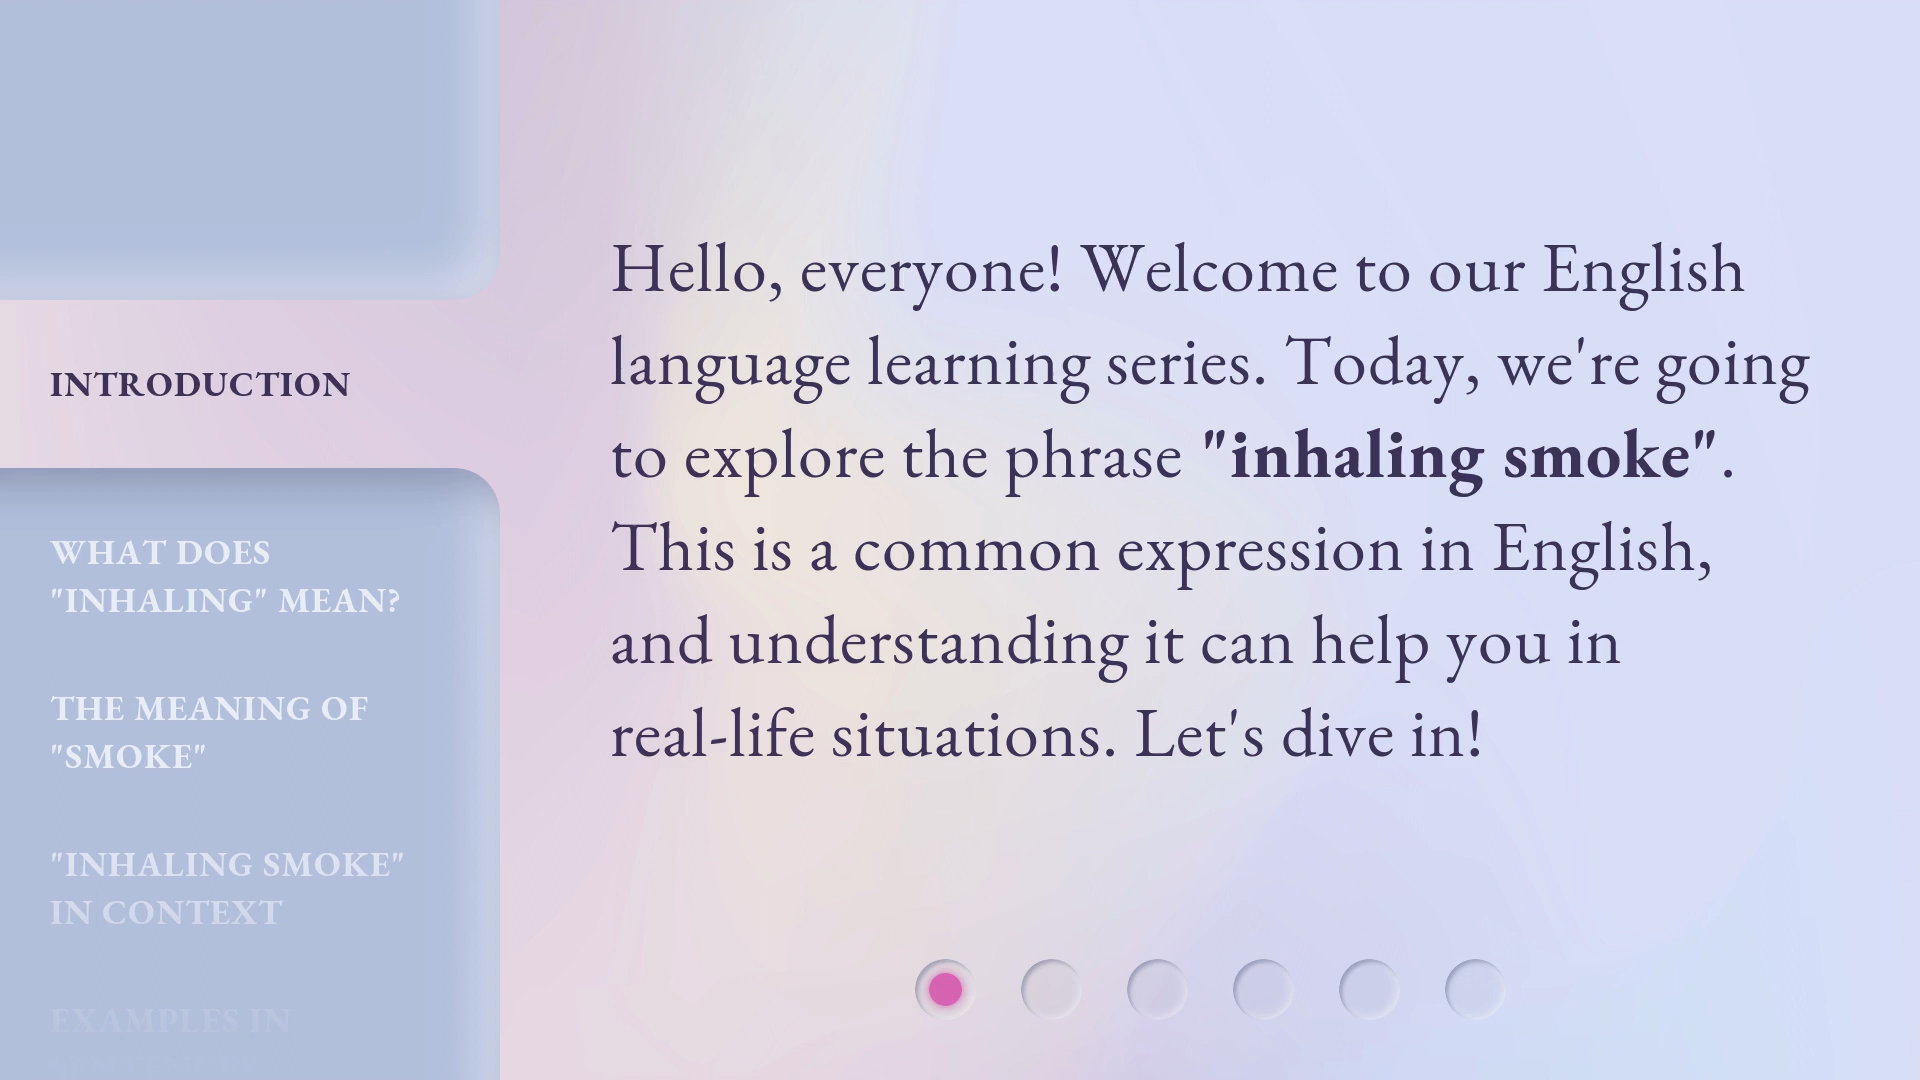 INTRODUCTION
WHAT DOES
"INHALING" MEAN?
THE MEANING OF
"SMOKE"
"INHALING SMOKE"
IN CONTEXT
EXAMPLES IN
Hello, everyone! Welcome to our English
language learning series. Today, we're going
to explore the phrase "inhaling smoke".
This is a common expression in English,
and understanding it can help you in
real-life situations. Let's dive in!